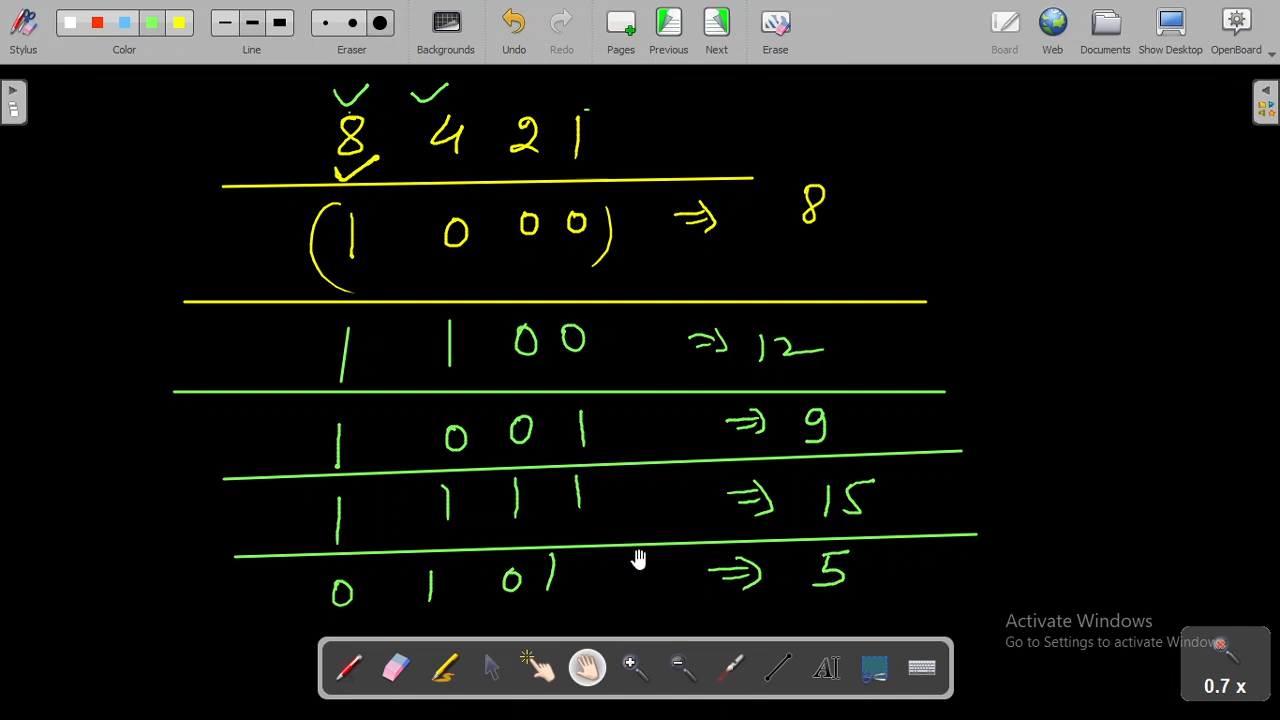 Stylus Color Line Eraser Backgrounds Undo Redo Pages Previous Next Erase Board Web Documents Show Desktop OpenBoard
8 4 2 1
(1 0 0 0) ⇒ 8
1 1 0 0 ⇒ 12
1 0 0 1 ⇒ 9
1 1 1 1 ⇒ 15
0 1 0 1 ⇒ 5
Activate Windows
Go to Settings to activate Windows
AI
0.7 x